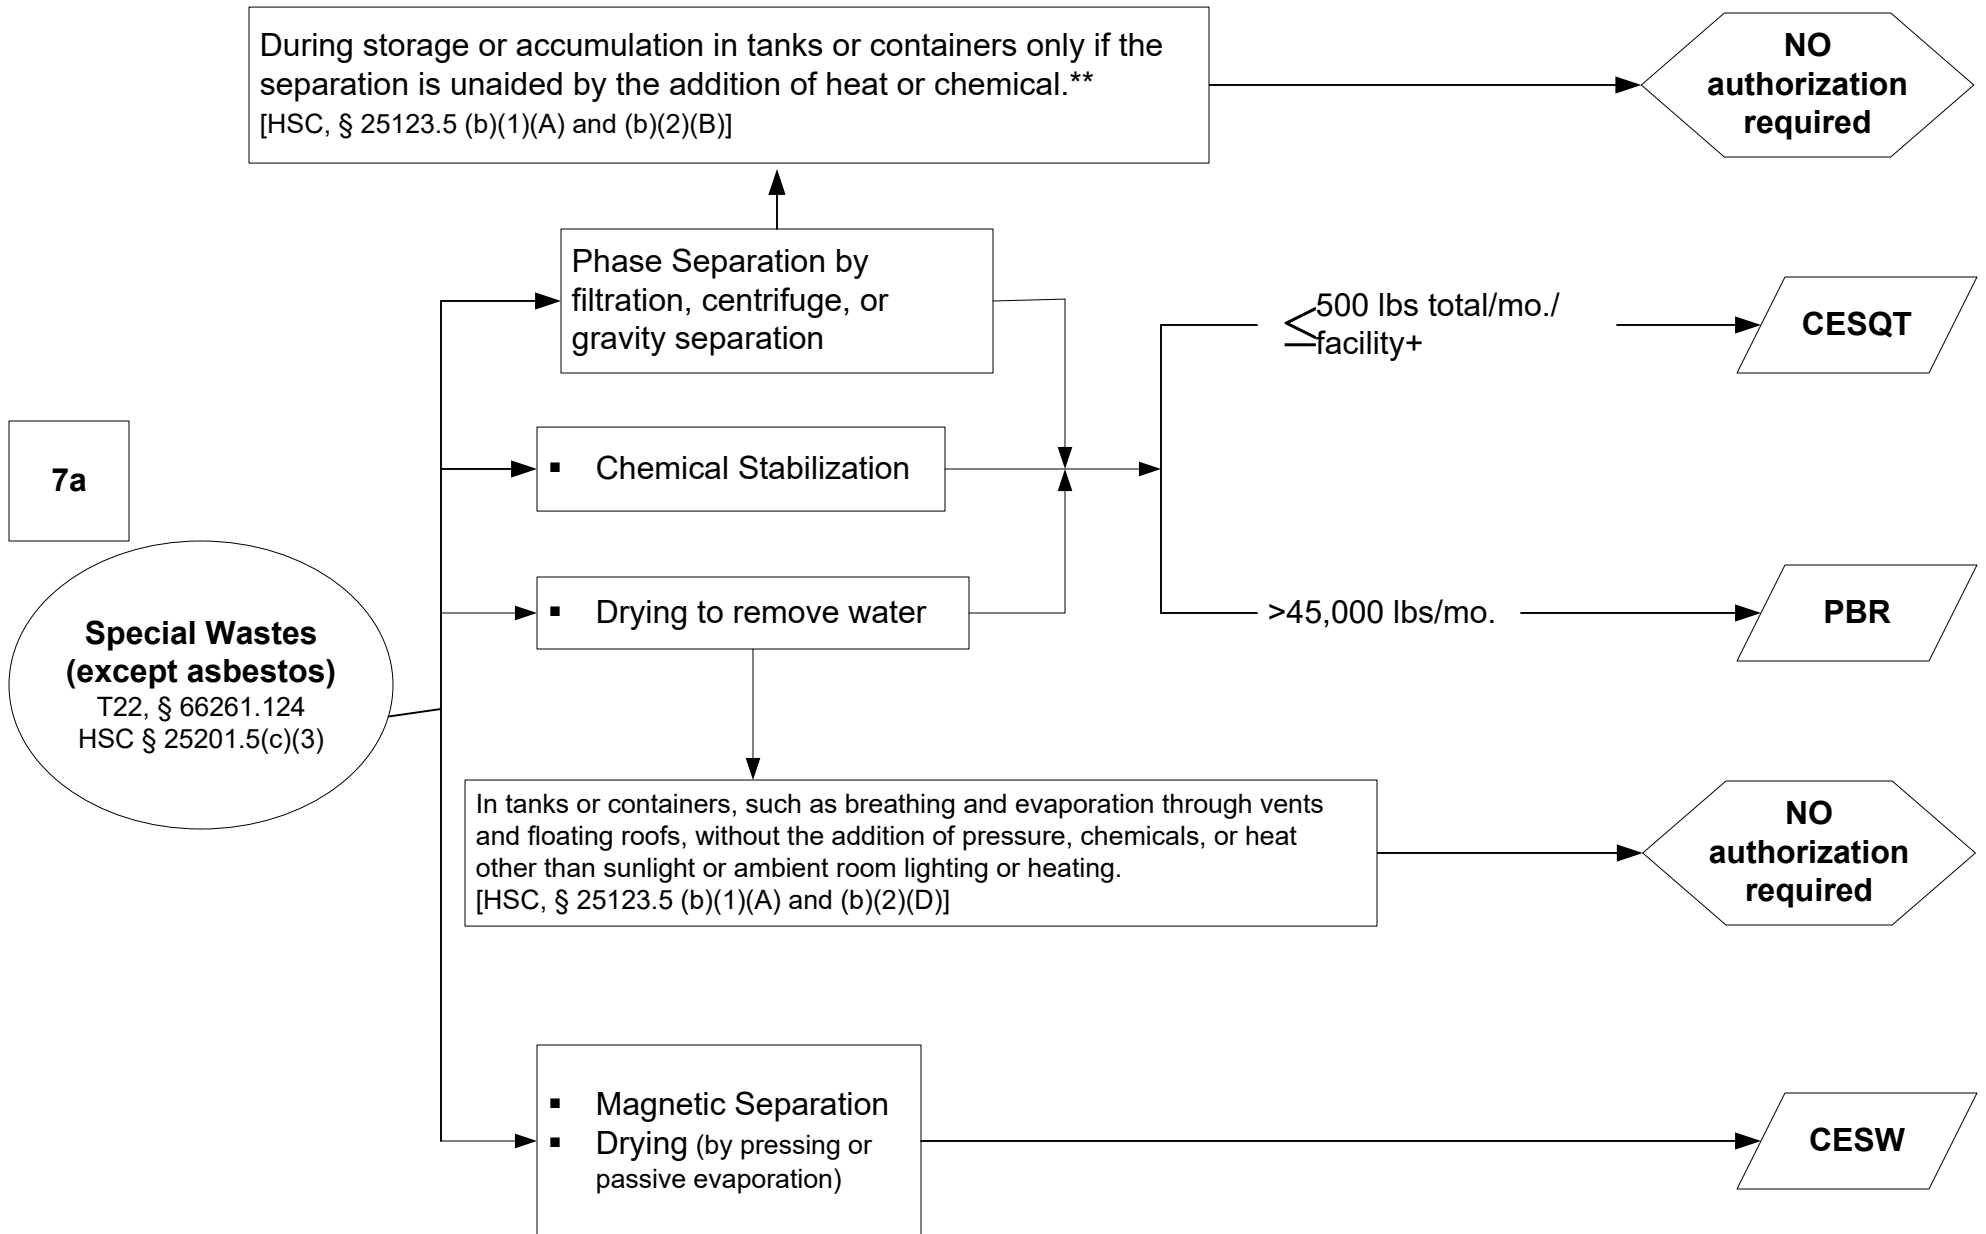 During storage or accumulation in tanks or containers only if the
separation is unaided by the addition of heat or chemical.**
[HSC, § 25123.5 (b)(1)(A) and (b)(2)(B)]
NO
authorization
required
Phase Separation by
filtration, centrifuge, or
gravity separation
≤500 lbs total/mo./
facility+
CESQT
7a
▪ Chemical Stabilization
▪ Drying to remove water
>45,000 lbs/mo.
PBR
Special Wastes
(except asbestos)
T22, § 66261.124
HSC § 25201.5(c)(3)
In tanks or containers, such as breathing and evaporation through vents
and floating roofs, without the addition of pressure, chemicals, or heat
other than sunlight or ambient room lighting or heating.
[HSC, § 25123.5 (b)(1)(A) and (b)(2)(D)]
NO
authorization
required
▪ Magnetic Separation
▪ Drying (by pressing or
passive evaporation)
CESW